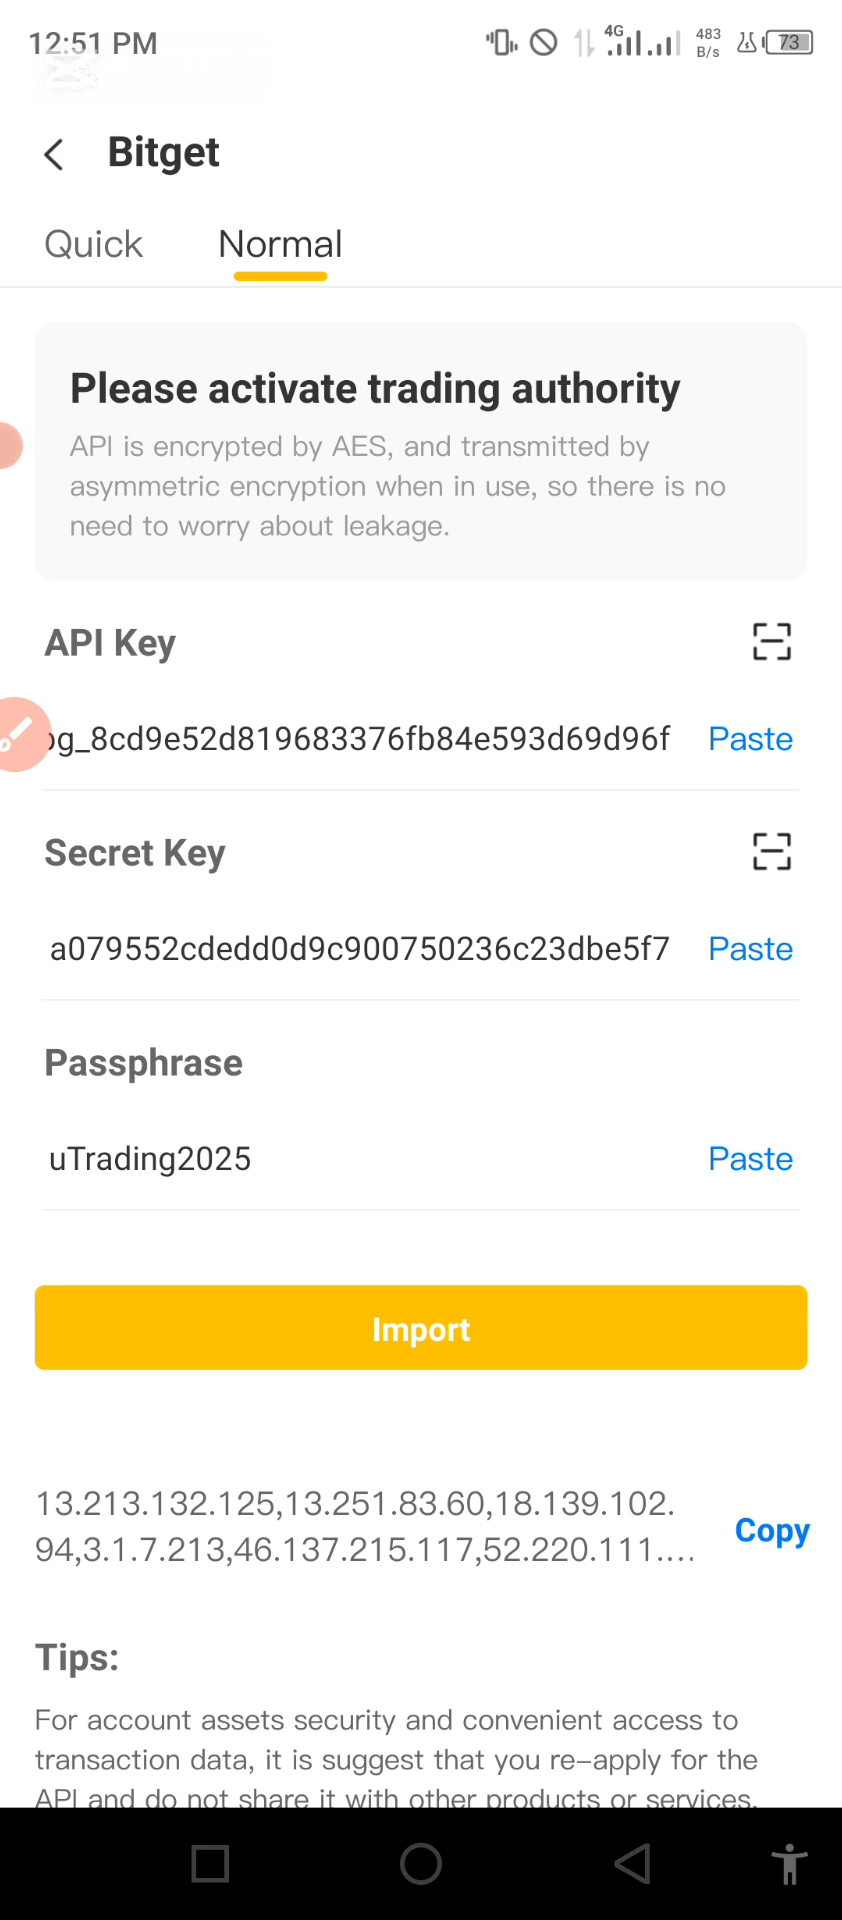 12:51 PM
4G
483
B/s
73
Bitget
Quick Normal
Please activate trading authority
API is encrypted by AES, and transmitted by
asymmetric encryption when in use, so there is no
need to worry about leakage.
API Key
g_8cd9e52d819683376fb84e593d69d96f Paste
Secret Key
a079552cdedd0d9c900750236c23dbe5f7 Paste
Passphrase
uTrading2025 Paste
Import
13.213.132.125,13.251.83.60,18.139.102.
94,3.1.7.213,46.137.215.117,52.220.111....
Copy
Tips:
For account assets security and convenient access to
transaction data, it is suggest that you re-apply for the
API and do not share it with other products or services.